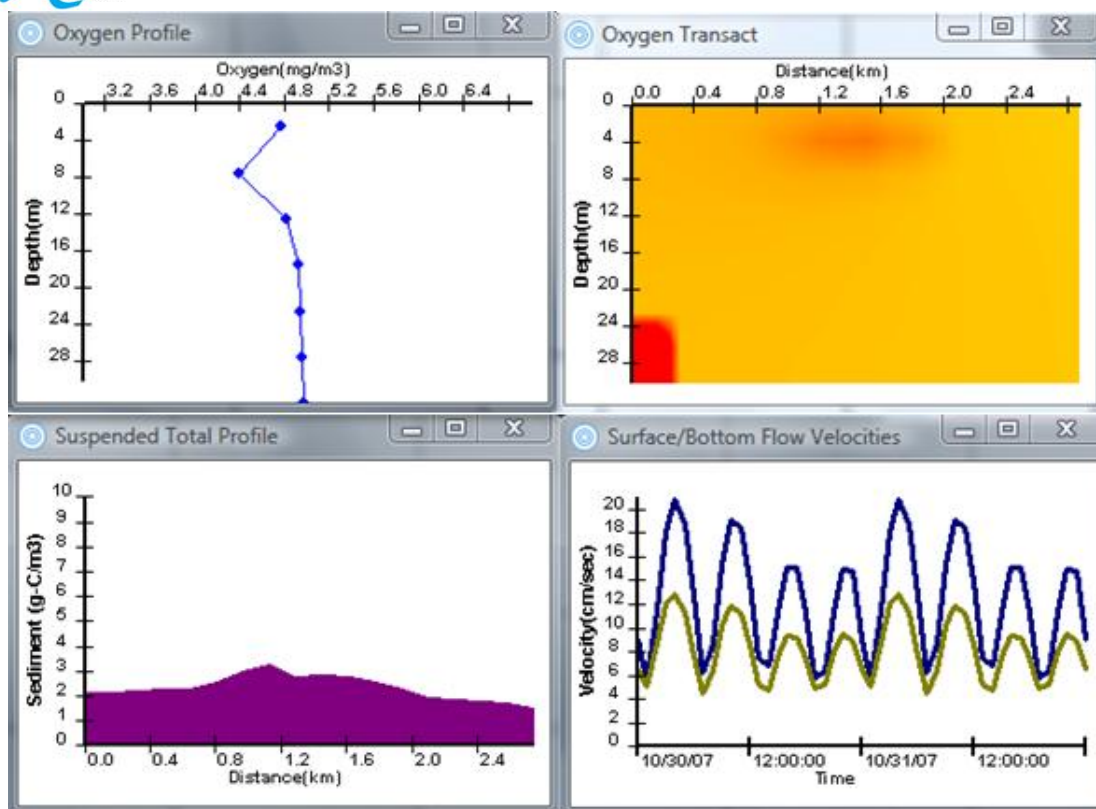 Oxygen Profile
Oxygen(mg/m3)
3.2 3.6 4.0 4.4 4.8 5.2 5.6 6.0 6.4
Depth(m)
0
4
8
12
16
20
24
28
Oxygen Transact
Distance(km)
0.0 0.4 0.8 1.2 1.6 2.0 2.4
Depth(m)
0
4
8
12
16
20
24
28
Suspended Total Profile
Sediment (g-C/m3)
10
9
8
7
6
5
4
3
2
1
0
0.0 0.4 0.8 1.2 1.6 2.0 2.4
Distance(km)
Surface/Bottom Flow Velocities
Velocity(cm/sec)
20
18
16
14
12
10
8
6
4
2
0
10/30/07 12:00:00 10/31/07 12:00:00
Time